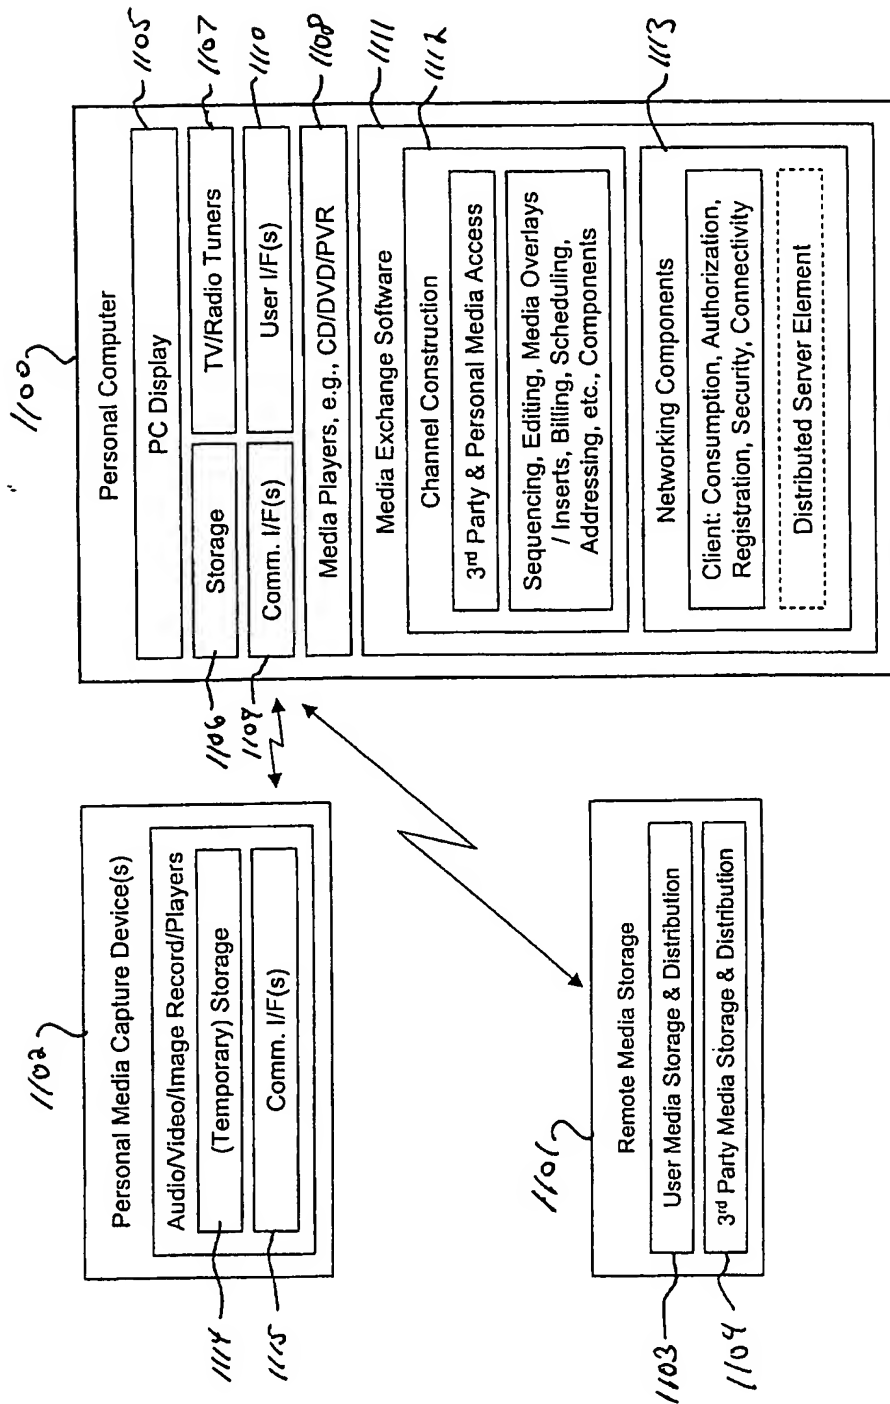 1100
Personal Computer
PC Display
1105
Storage
1106
TV/Radio Tuners
1107
Comm. I/F(s)
1109
User I/F(s)
1110
Media Players, e.g., CD/DVD/PVR
1108
Media Exchange Software
1111
Channel Construction
1112
3rd Party & Personal Media Access
Sequencing, Editing, Media Overlays
/ Inserts, Billing, Scheduling,
Addressing, etc., Components
Networking Components
1113
Client: Consumption, Authorization,
Registration, Security, Connectivity
Distributed Server Element
1102
Personal Media Capture Device(s)
Audio/Video/Image Record/Players
(Temporary) Storage
1114
Comm. I/F(s)
1115
1101
Remote Media Storage
User Media Storage & Distribution
1103
3rd Party Media Storage & Distribution
1104